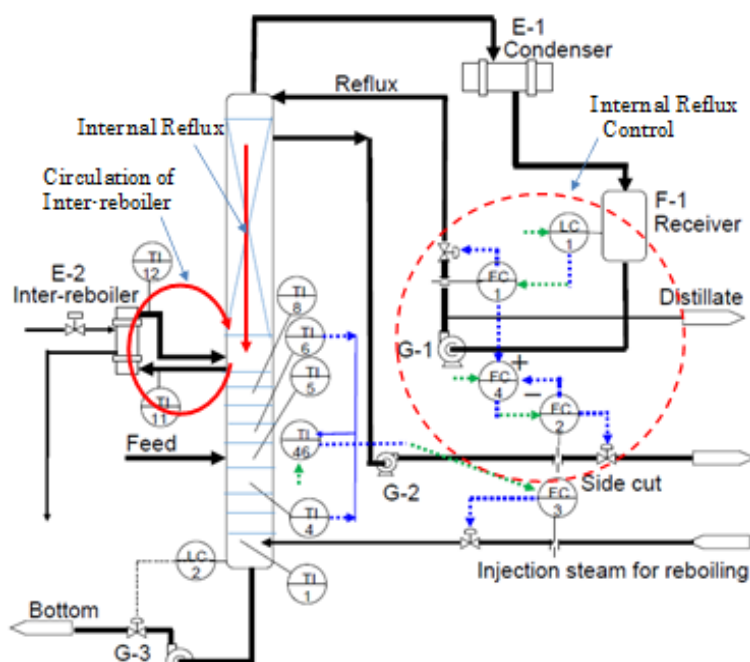 E-1
Condenser
Reflux
Internal Reflux
Control
Internal Reflux
Circulation of
Inter-reboiler
F-1
Receiver
LC
1
TI
12
E-2
Inter-reboiler
FC
1
TI
8
Distillate
TI
6
G-1
+
FC
4
TI
5
−
TI
11
FC
2
Feed
TI
46
G-2
Side cut
FC
3
TI
4
LC
2
Injection steam for reboiling
TI
1
Bottom
G-3